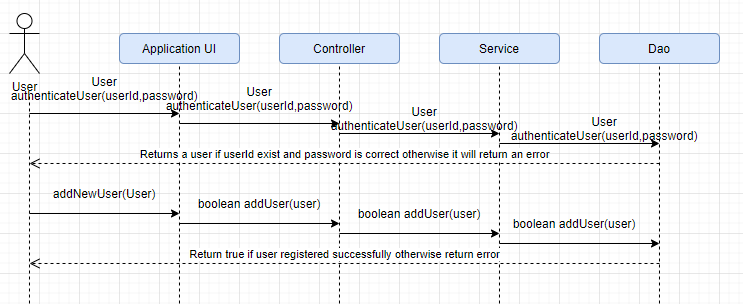 Application UI
Controller
Service
Dao
User
User
authenticateUser(userId,password)
User
authenticateUser(userId,password)
User
authenticateUser(userId,password)
User
authenticateUser(userId,password)
Returns a user if userId exist and password is correct otherwise it will return an error
addNewUser(User)
boolean addUser(user)
boolean addUser(user)
boolean addUser(user)
Return true if user registered successfully otherwise return error